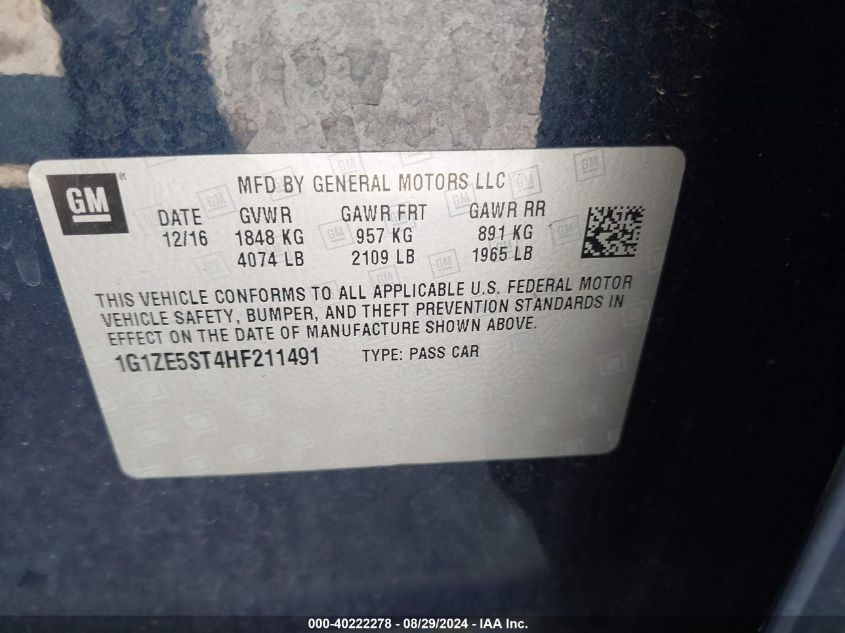 GM
MFD BY GENERAL MOTORS LLC
DATE GVWR GAWR FRT GAWR RR
12/16 1848 KG 957 KG 891 KG
4074 LB 2109 LB 1965 LB
THIS VEHICLE CONFORMS TO ALL APPLICABLE U.S. FEDERAL MOTOR
VEHICLE SAFETY, BUMPER, AND THEFT PREVENTION STANDARDS IN
EFFECT ON THE DATE OF MANUFACTURE SHOWN ABOVE.
1G1ZE5ST4HF211491 TYPE: PASS CAR
000-40222278 - 08/29/2024 - IAA Inc.